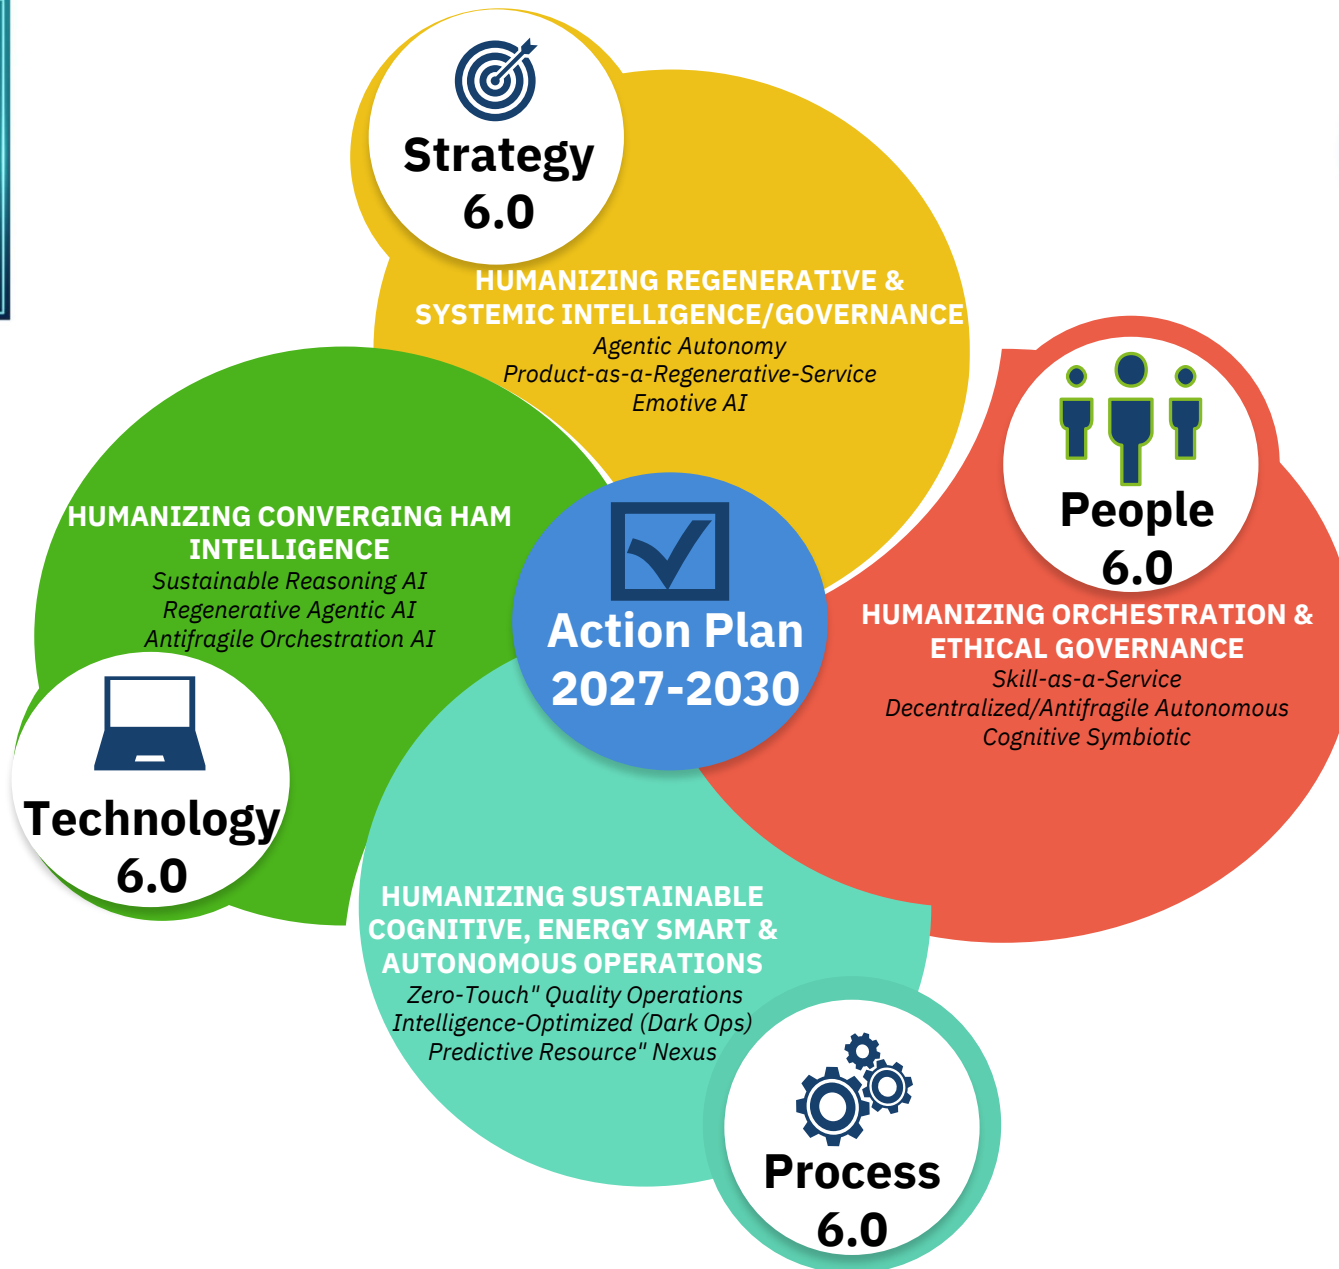 Strategy
6.0
HUMANIZING REGENERATIVE &
SYSTEMIC INTELLIGENCE/GOVERNANCE
Agentic Autonomy
Product-as-a-Regenerative-Service
Emotive AI
People
6.0
HUMANIZING ORCHESTRATION &
ETHICAL GOVERNANCE
Skill-as-a-Service
Decentralized/Antifragile Autonomous
Cognitive Symbiotic
HUMANIZING CONVERGING HAM
INTELLIGENCE
Sustainable Reasoning AI
Regenerative Agentic AI
Antifragile Orchestration AI
Technology
6.0
Action Plan
2027-2030
HUMANIZING SUSTAINABLE
COGNITIVE, ENERGY SMART &
AUTONOMOUS OPERATIONS
Zero-Touch" Quality Operations
Intelligence-Optimized (Dark Ops)
Predictive Resource" Nexus
Process
6.0